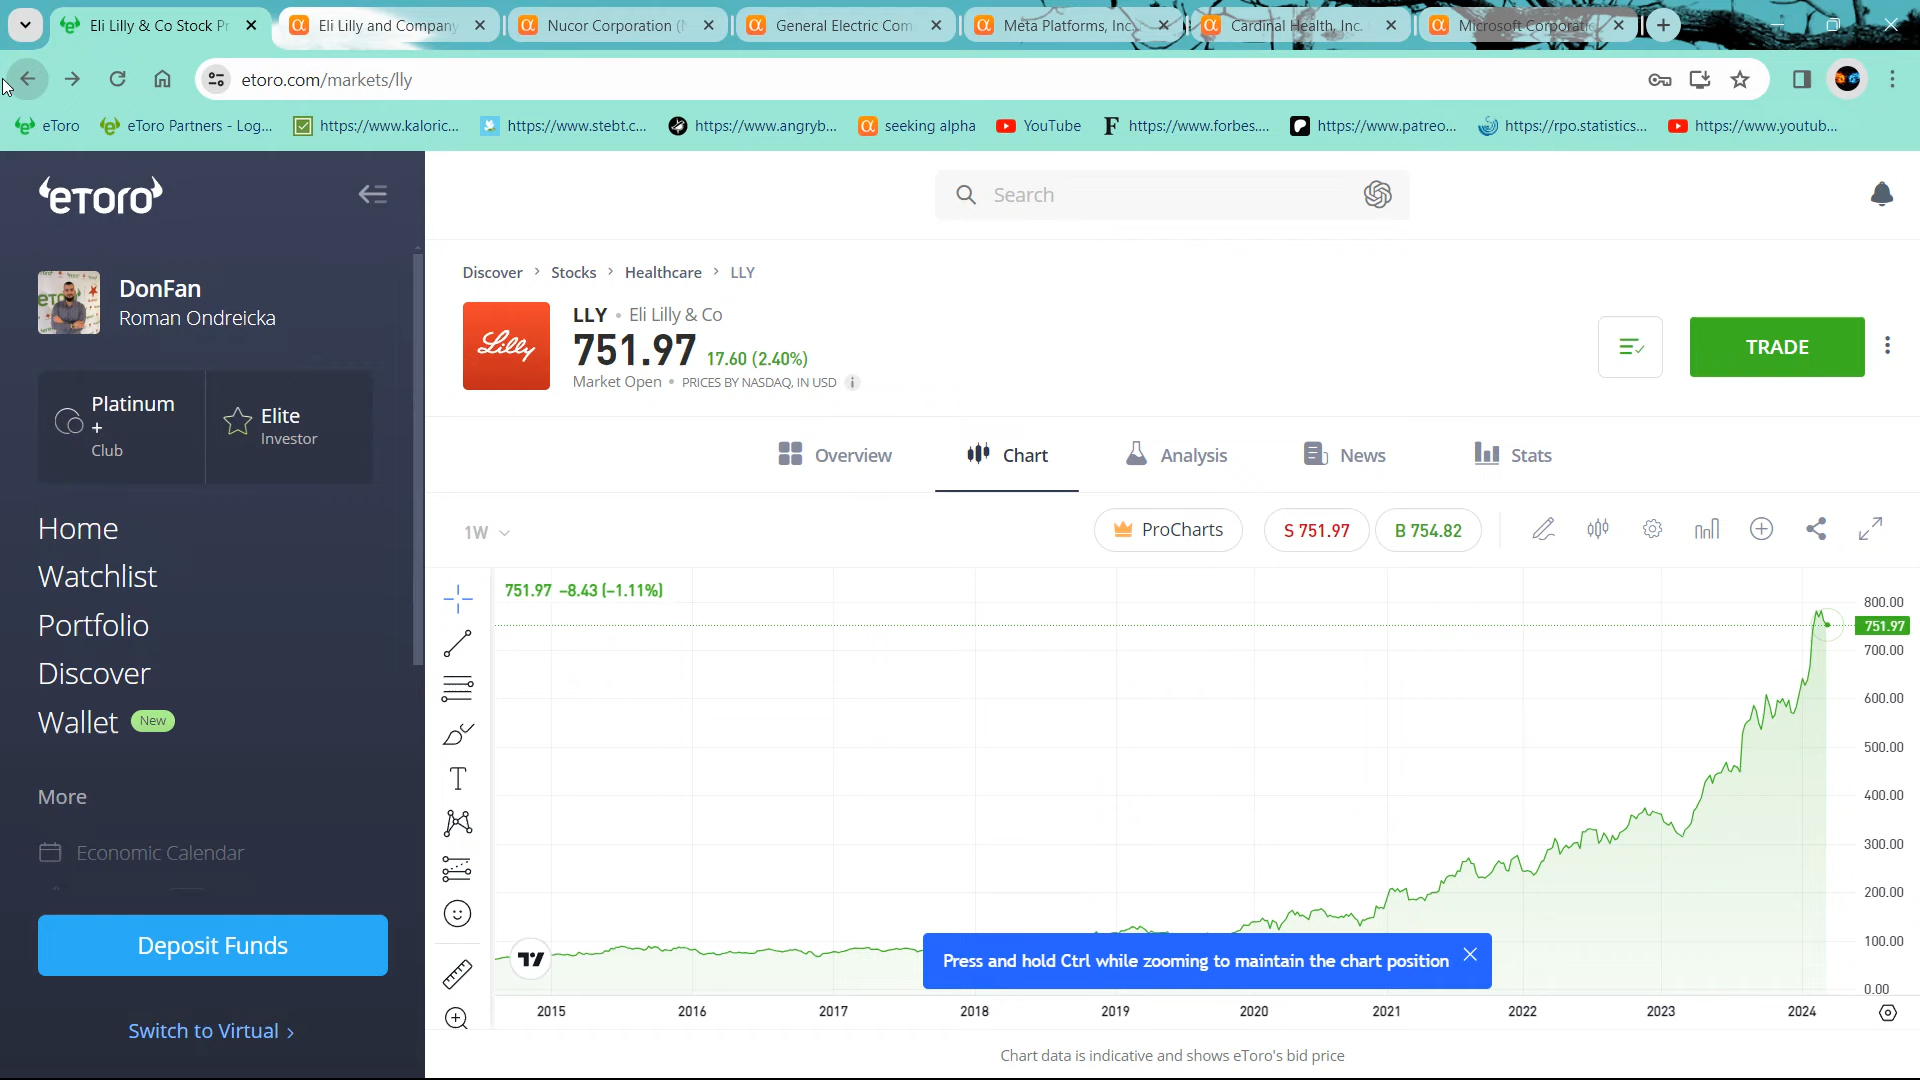 Eli Lilly & Co Stock Pr
Eli Lilly and Company
Nucor Corporation (
General Electric Com
Meta Platforms, Inc.
Cardinal Health, Inc.
Microsoft Corporati
etoro.com/markets/lly
eToro
eToro Partners - Log...
https://www.kaloric...
https://www.stebt.c...
https://www.angryb...
seeking alpha
YouTube
https://www.forbes....
https://www.patreo...
https://rpo.statistics...
https://www.youtub...
eTORO
Search
DonFan
Roman Ondreicka
Platinum
+
Club
Elite
Investor
Home
Watchlist
Portfolio
Discover
Wallet New
More
Economic Calendar
Deposit Funds
Switch to Virtual >
Discover > Stocks > Healthcare > LLY
Lilly
LLY • Eli Lilly & Co
751.97 17.60 (2.40%)
Market Open • PRICES BY NASDAQ, IN USD
TRADE
Overview
Chart
Analysis
News
Stats
1W
ProCharts
S 751.97
B 754.82
751.97 −8.43 (−1.11%)
800.00
751.97
700.00
600.00
500.00
400.00
300.00
200.00
100.00
0.00
Press and hold Ctrl while zooming to maintain the chart position
2015
2016
2017
2018
2019
2020
2021
2022
2023
2024
Chart data is indicative and shows eToro's bid price